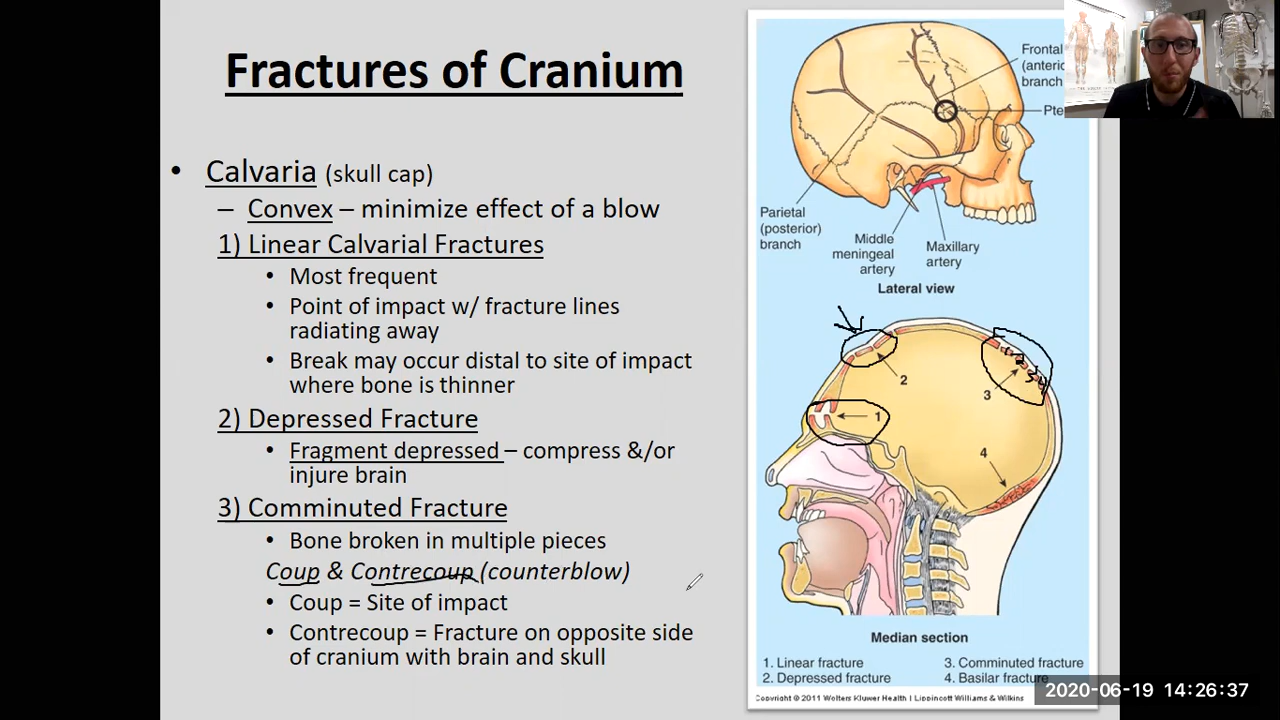 Fractures of Cranium
• Calvaria (skull cap)
– Convex – minimize effect of a blow
1) Linear Calvarial Fractures
• Most frequent
• Point of impact w/ fracture lines
radiating away
• Break may occur distal to site of impact
where bone is thinner
2) Depressed Fracture
• Fragment depressed – compress &/or
injure brain
3) Comminuted Fracture
• Bone broken in multiple pieces
Coup & Contrecoup (counterblow)
• Coup = Site of impact
• Contrecoup = Fracture on opposite side
of cranium with brain and skull
Frontal
(anteric
branch
Pte
Parietal
(posterior)
branch
Middle
meningeal
artery
Maxillary
artery
Lateral view
2
3
1
4
Median section
1. Linear fracture
2. Depressed fracture
3. Comminuted fracture
4. Basilar fracture
Copyright © 2011 Wolters Kluwer Health | Lippincott Williams & Wilkins
2020-06-19 14:26:37